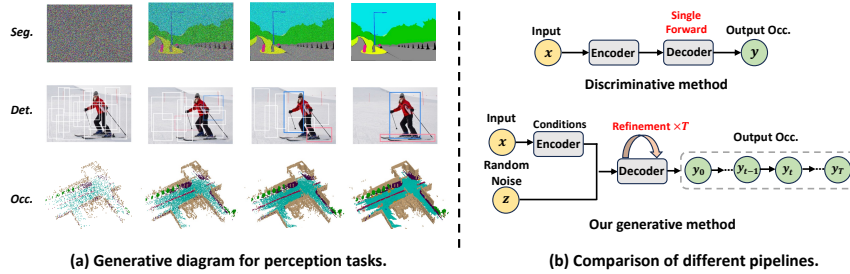 Seg.
Det.
Occ.
(a) Generative diagram for perception tasks.
Input
x
Encoder
Single
Forward
Decoder
Output Occ.
y
Discriminative method
Input
x
Conditions
Encoder
Random
Noise
z
Refinement ×T
Decoder
Output Occ.
y0
yt−1
yt
yT
Our generative method
(b) Comparison of different pipelines.